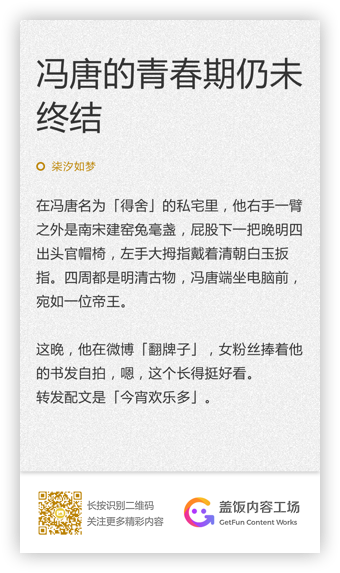 冯唐的青春期仍未
终结
柒汐如梦
在冯唐名为「得舍」的私宅里，他右手一臂
之外是南宋建窑兔毫盏，屁股下一把晚明四
出头官帽椅，左手大拇指戴着清朝白玉扳
指。四周都是明清古物，冯唐端坐电脑前，
宛如一位帝王。
这晚，他在微博「翻牌子」，女粉丝捧着他
的书发自拍，嗯，这个长得挺好看。
转发配文是「今宵欢乐多」。
长按识别二维码
关注更多精彩内容
盖饭内容工场
GetFun Content Works